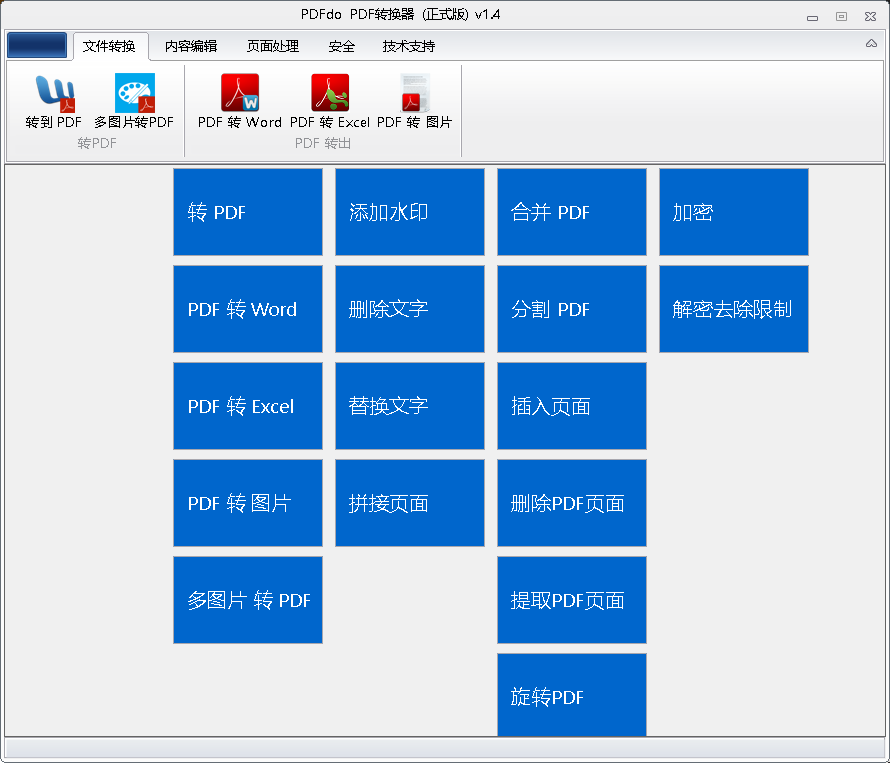 PDFdo PDF转换器 (正式版) v1.4
文件转换 内容编辑 页面处理 安全 技术支持
转到 PDF 多图片转PDF PDF 转 Word PDF 转 Excel PDF 转 图片
转PDF PDF 转出
转 PDF 添加水印 合并 PDF 加密
PDF 转 Word 删除文字 分割 PDF 解密去除限制
PDF 转 Excel 替换文字 插入页面
PDF 转 图片 拼接页面 删除PDF页面
多图片 转 PDF 提取PDF页面
旋转PDF